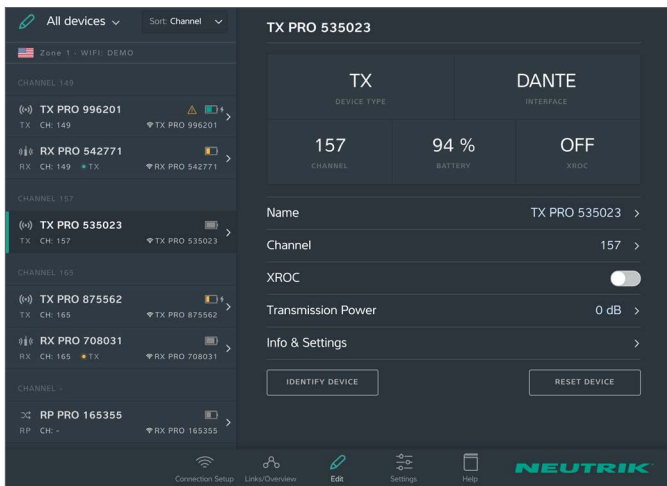 All devices
Sort: Channel
Zone 1 - WIFI: DEMO
CHANNEL 149
TX PRO 996201
TX CH: 149 TX PRO 996201
RX PRO 542771
RX CH: 149 TX RX PRO 542771
CHANNEL 157
TX PRO 535023
TX CH: 157 TX PRO 535023
CHANNEL 165
TX PRO 875562
TX CH: 165 TX PRO 875562
RX PRO 708031
RX CH: 165 TX RX PRO 708031
CHANNEL -
RP PRO 165355
RP CH: - RX PRO 165355
TX PRO 535023
TX DANTE
DEVICE TYPE INTERFACE
157 94 % OFF
CHANNEL BATTERY XROC
Name TX PRO 535023
Channel 157
XROC
Transmission Power 0 dB
Info & Settings
IDENTIFY DEVICE RESET DEVICE
Connection Setup Links/Overview Edit Settings Help
NEUTRIK